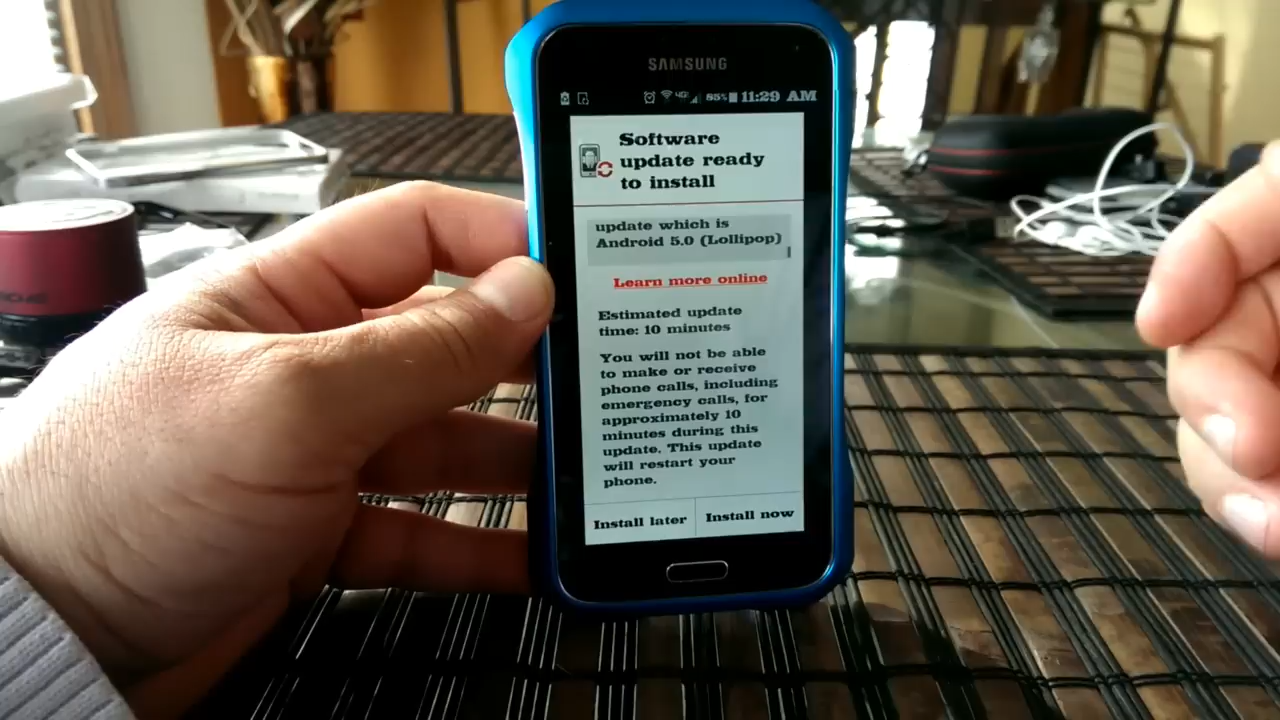 SAMSUNG
4G 85% 11:29 AM
Software
update ready
to install
update which is
Android 5.0 (Lollipop)
Learn more online
Estimated update
time: 10 minutes
You will not be able
to make or receive
phone calls, including
emergency calls, for
approximately 10
minutes during this
update. This update
will restart your
phone.
Install later
Install now